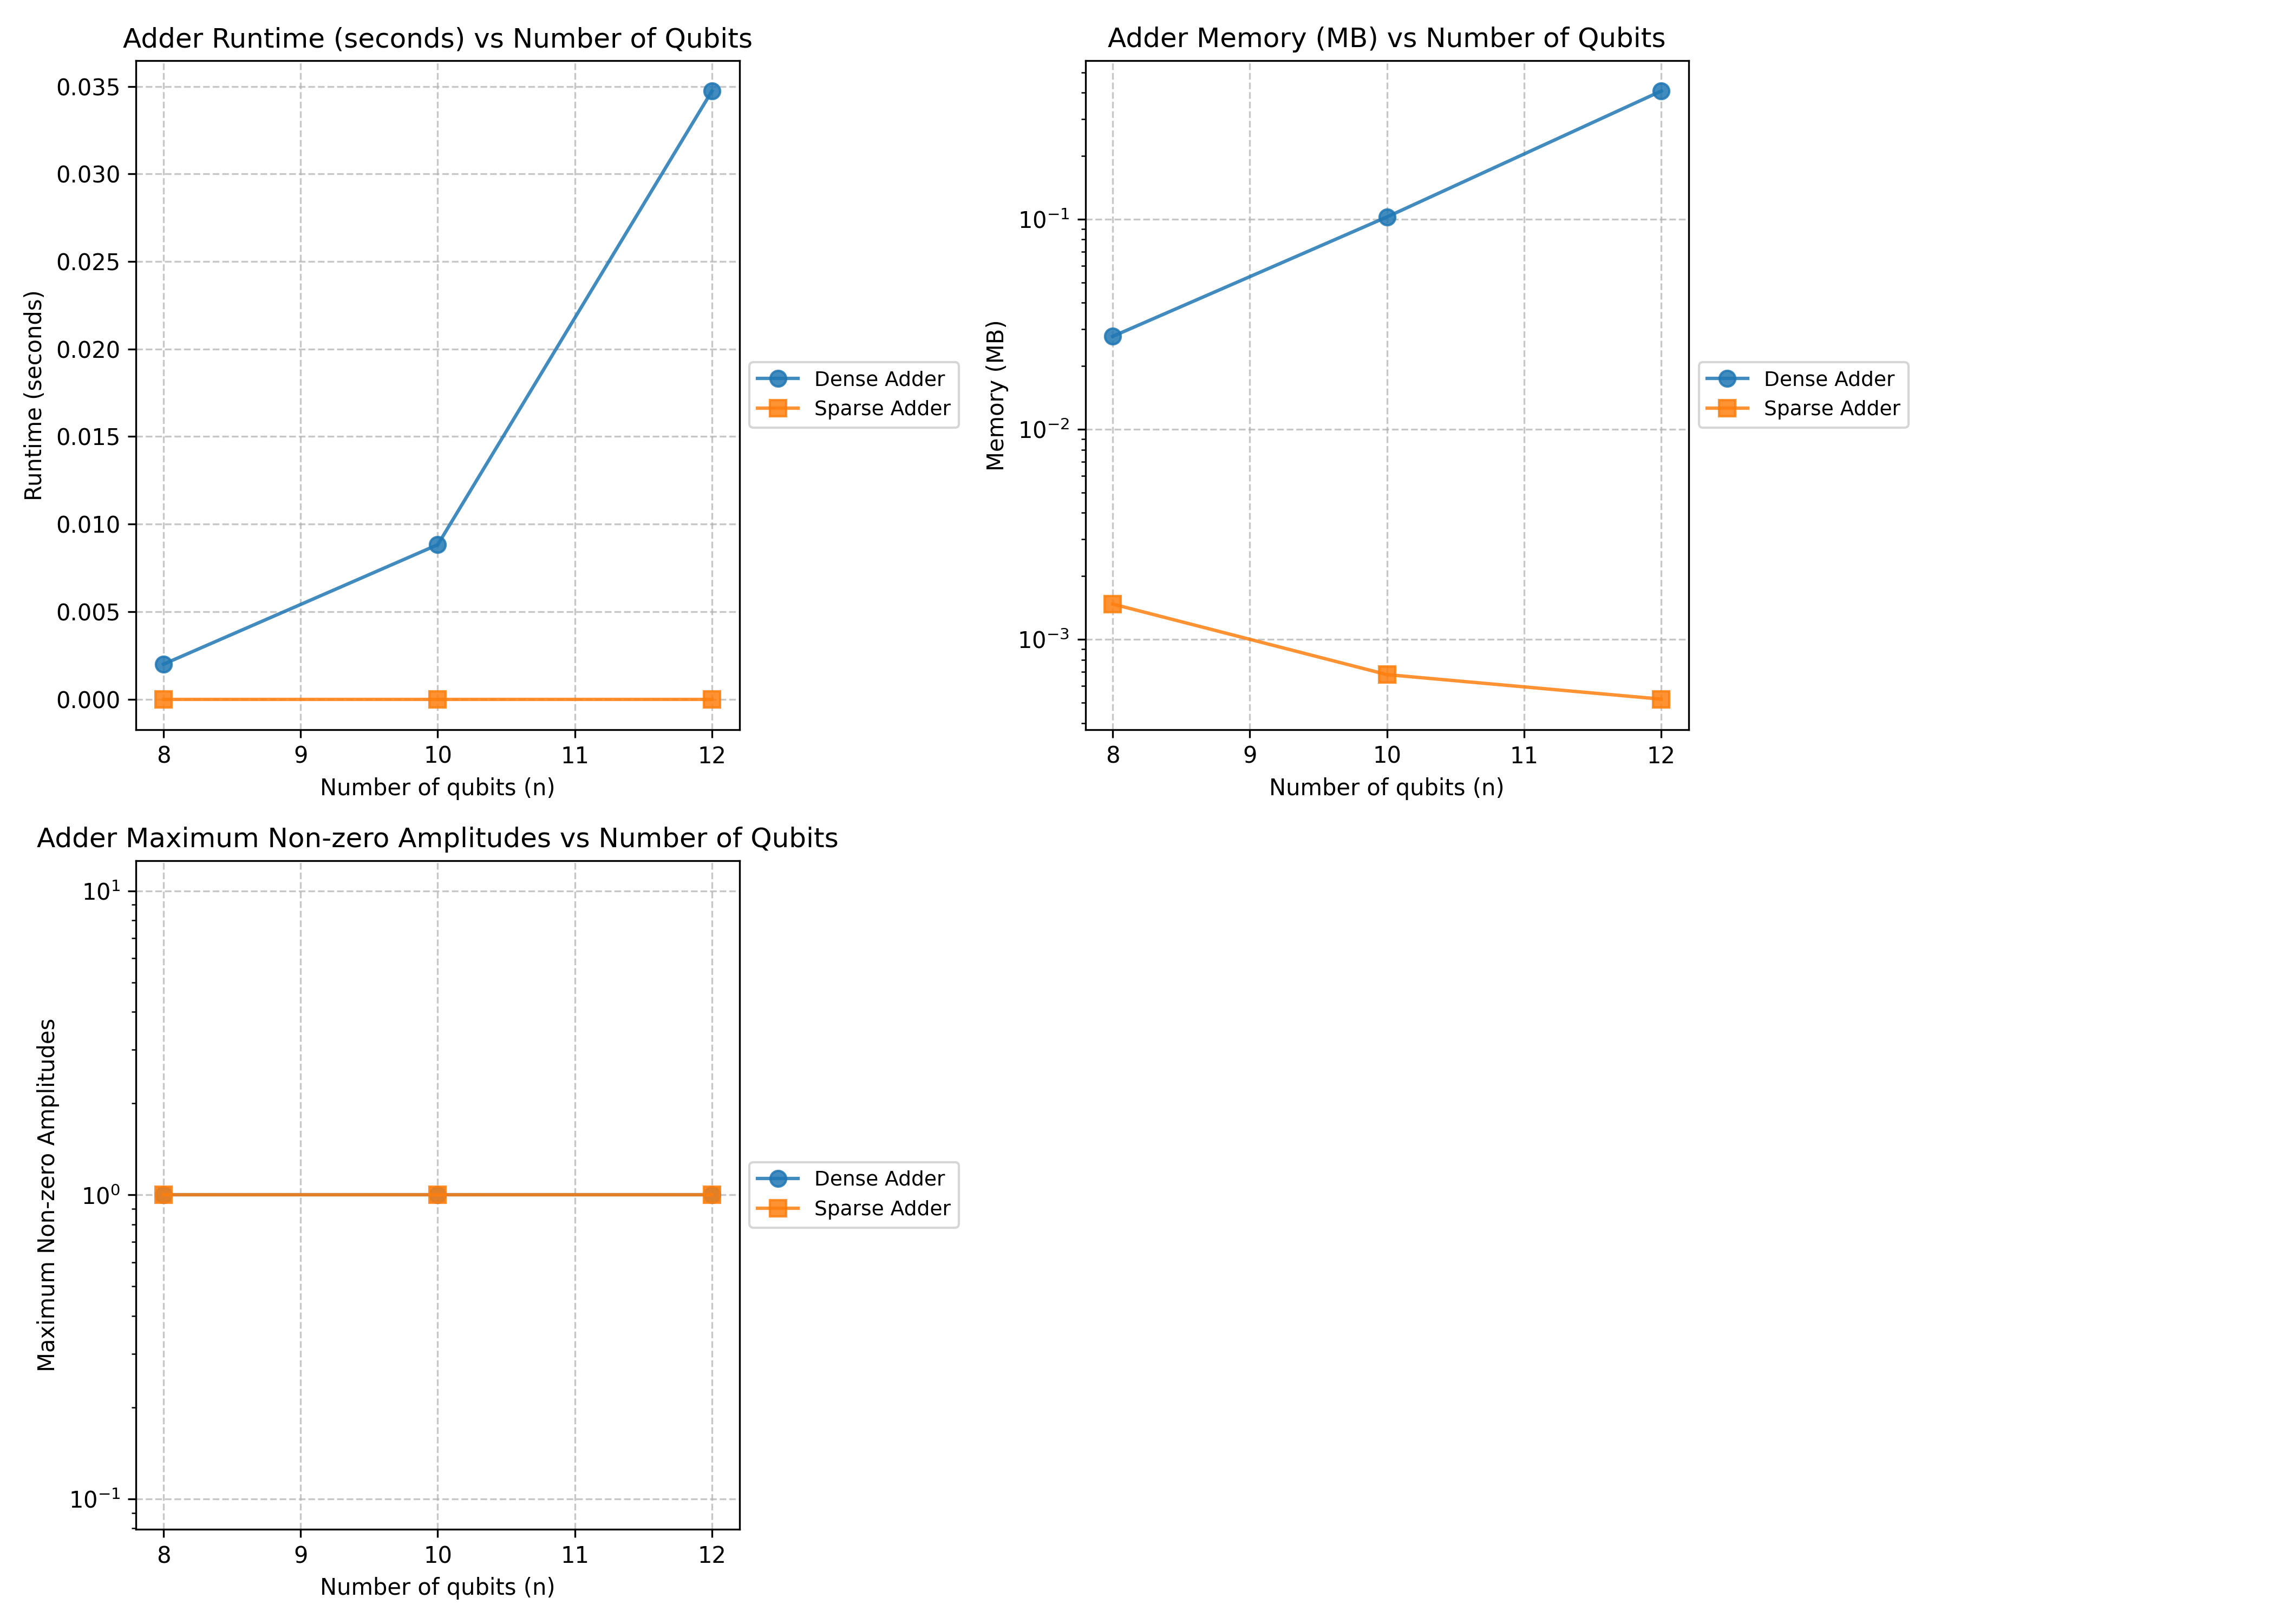 Adder Runtime (seconds) vs Number of Qubits
0.035
0.030
0.025
0.020
0.015
0.010
0.005
0.000
Runtime (seconds)
8 9 10 11 12
Number of qubits (n)
Dense Adder
Sparse Adder
Adder Memory (MB) vs Number of Qubits
10⁻¹
10⁻²
10⁻³
Memory (MB)
8 9 10 11 12
Number of qubits (n)
Dense Adder
Sparse Adder
Adder Maximum Non-zero Amplitudes vs Number of Qubits
10¹
10⁰
10⁻¹
Maximum Non-zero Amplitudes
8 9 10 11 12
Number of qubits (n)
Dense Adder
Sparse Adder